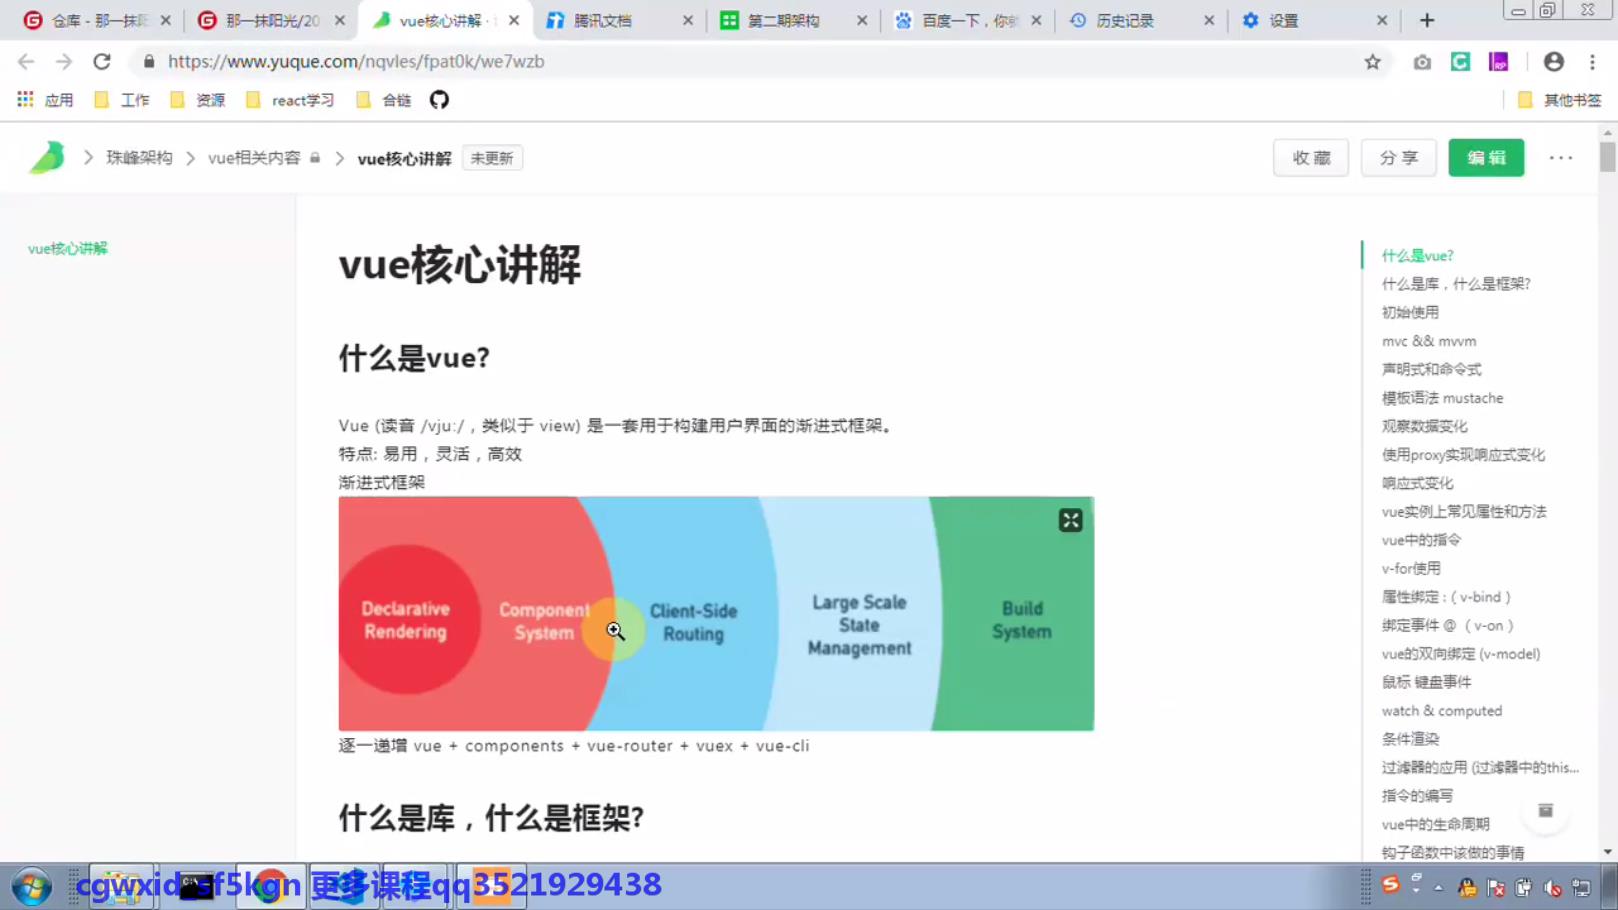 仓库 - 那一抹阳
那一抹阳光/20
vue核心讲解 ·
腾讯文档
第二期架构
百度一下，你就
历史记录
设置
https://www.yuque.com/nqvles/fpat0k/we7wzb
应用
工作
资源
react学习
合链
其他书签
珠峰架构
vue相关内容
vue核心讲解
未更新
收藏
分享
编辑
vue核心讲解
vue核心讲解
什么是vue?
Vue (读音 /vjuː/，类似于 view) 是一套用于构建用户界面的渐进式框架。
特点: 易用，灵活，高效
渐进式框架
Declarative
Rendering
Component
System
Client-Side
Routing
Large Scale
State
Management
Build
System
逐一递增 vue + components + vue-router + vuex + vue-cli
什么是库，什么是框架?
什么是vue?
什么是库，什么是框架?
初始使用
mvc && mvvm
声明式和命令式
模板语法 mustache
观察数据变化
使用proxy实现响应式变化
响应式变化
vue实例上常见属性和方法
vue中的指令
v-for使用
属性绑定 :（ v-bind ）
绑定事件 @ （ v-on ）
vue的双向绑定 (v-model)
鼠标 键盘事件
watch & computed
条件渲染
过滤器的应用 (过滤器中的this...
指令的编写
vue中的生命周期
钩子函数中该做的事情
cgwxid_sf5kgn 更多课程qq3521929438